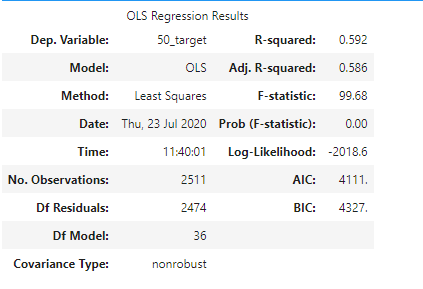 OLS Regression Results
Dep. Variable: 50_target R-squared: 0.592
Model: OLS Adj. R-squared: 0.586
Method: Least Squares F-statistic: 99.68
Date: Thu, 23 Jul 2020 Prob (F-statistic): 0.00
Time: 11:40:01 Log-Likelihood: -2018.6
No. Observations: 2511 AIC: 4111.
Df Residuals: 2474 BIC: 4327.
Df Model: 36
Covariance Type: nonrobust